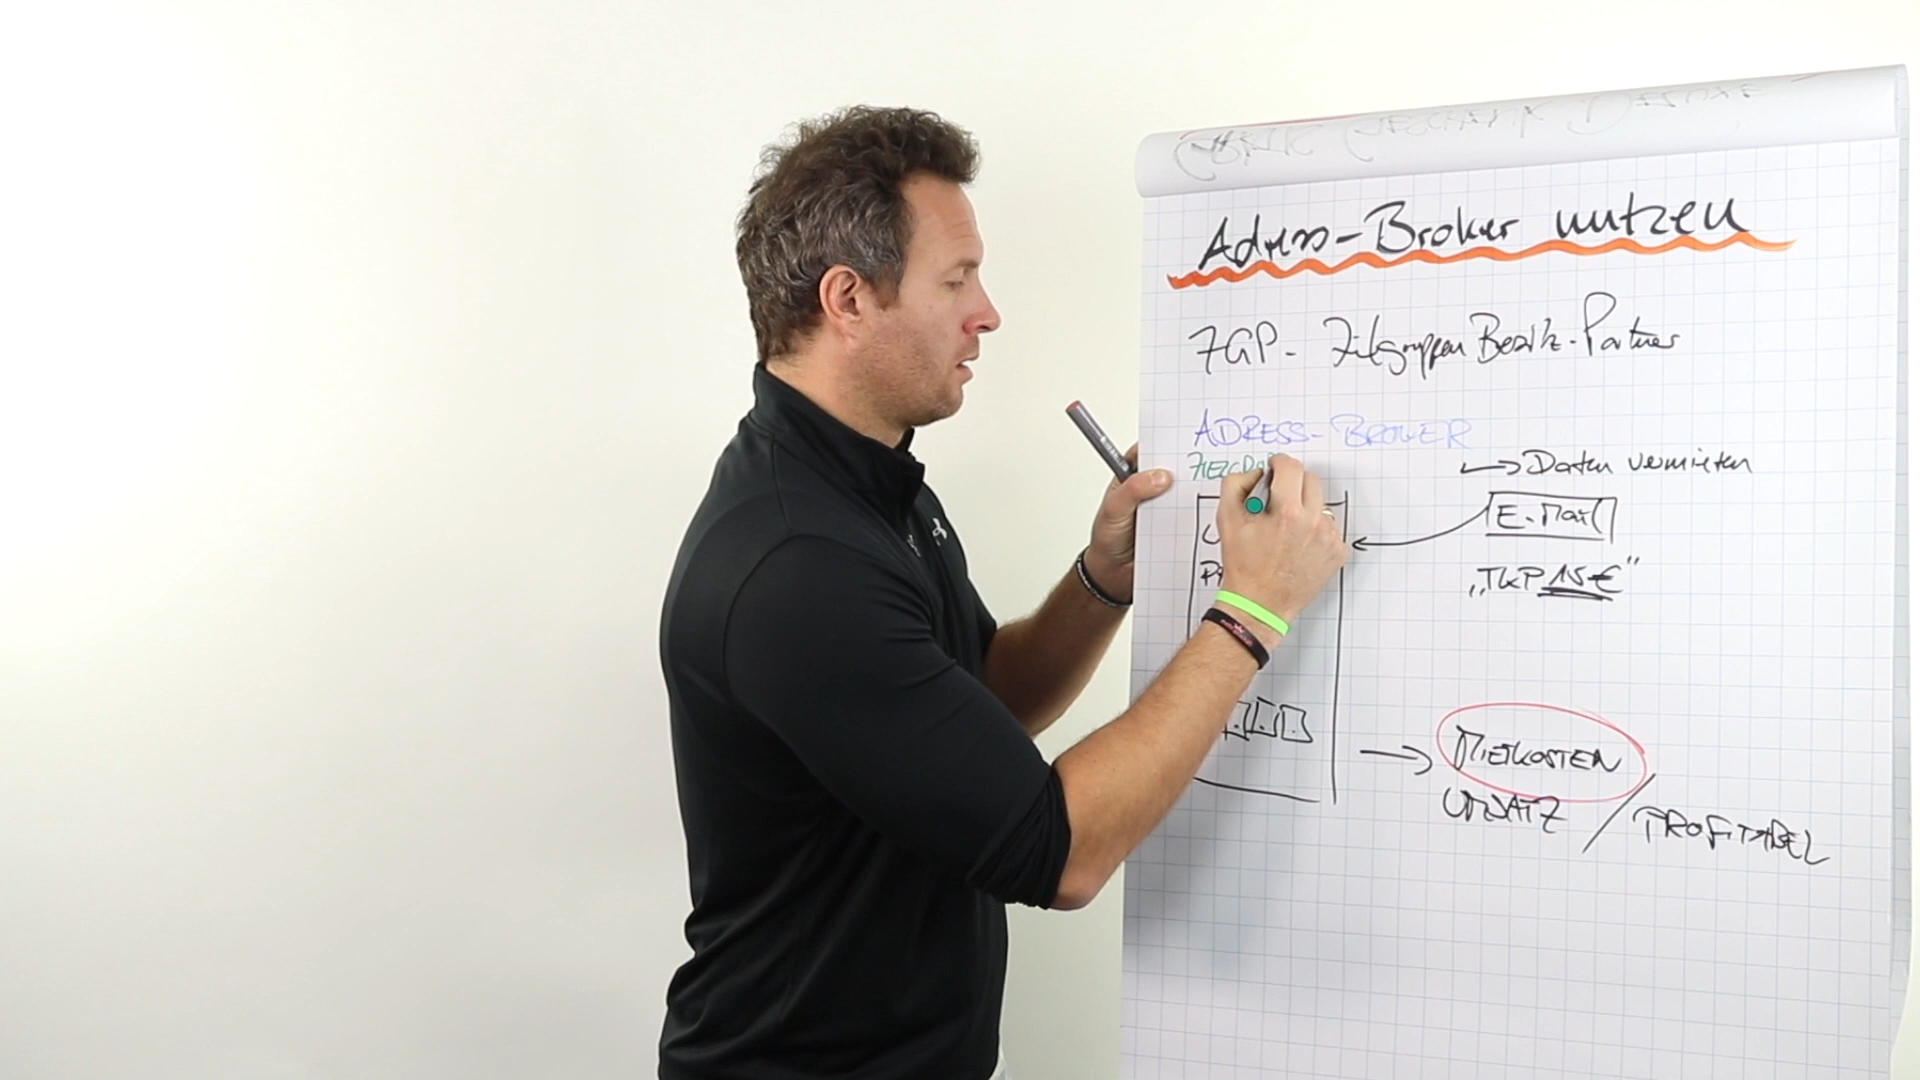 Adress-Broker nutzen
ZGP - Zielgruppen Besitz-Partner
ADRESS-BROKER
→ Daten vermieten
E-Mail
„TKP 15 €“
→ MIETKOSTEN
UMSATZ / PROFITABEL